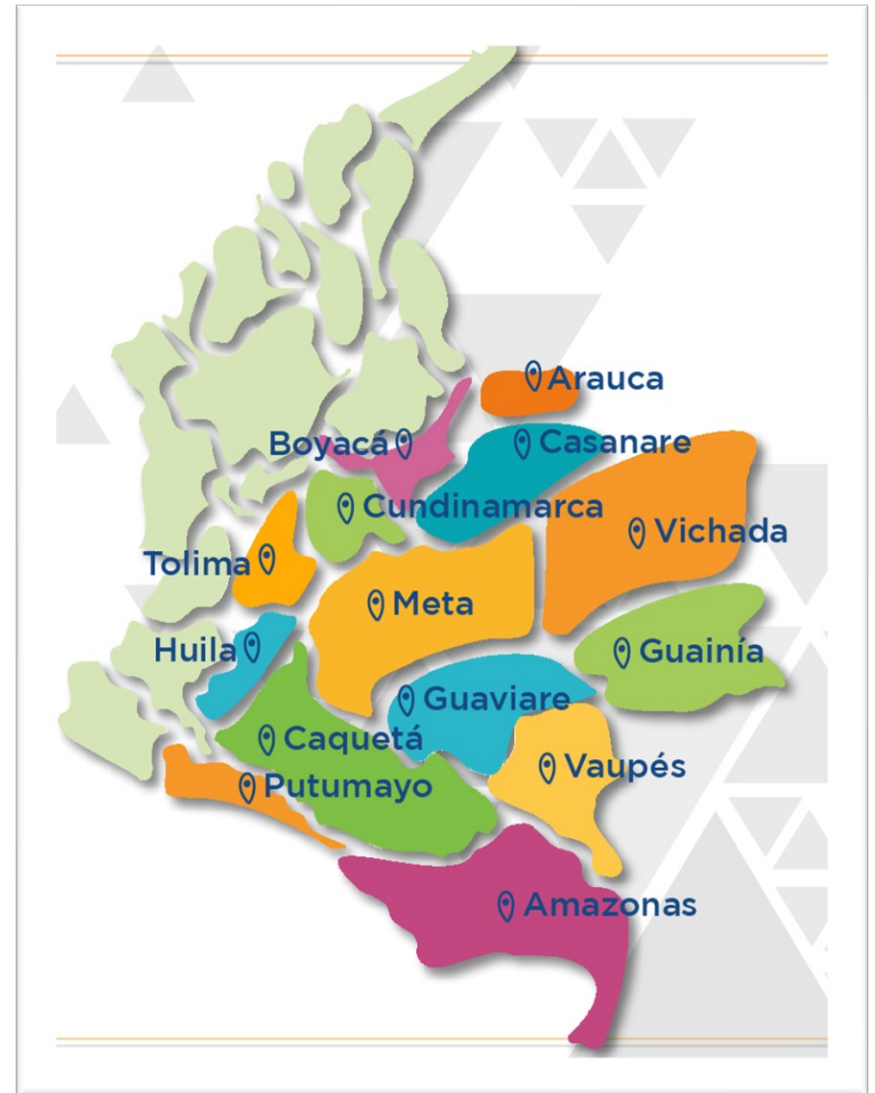 Arauca
Boyacá
Casanare
Cundinamarca
Vichada
Tolima
Meta
Huila
Guainía
Guaviare
Caquetá
Vaupés
Putumayo
Amazonas